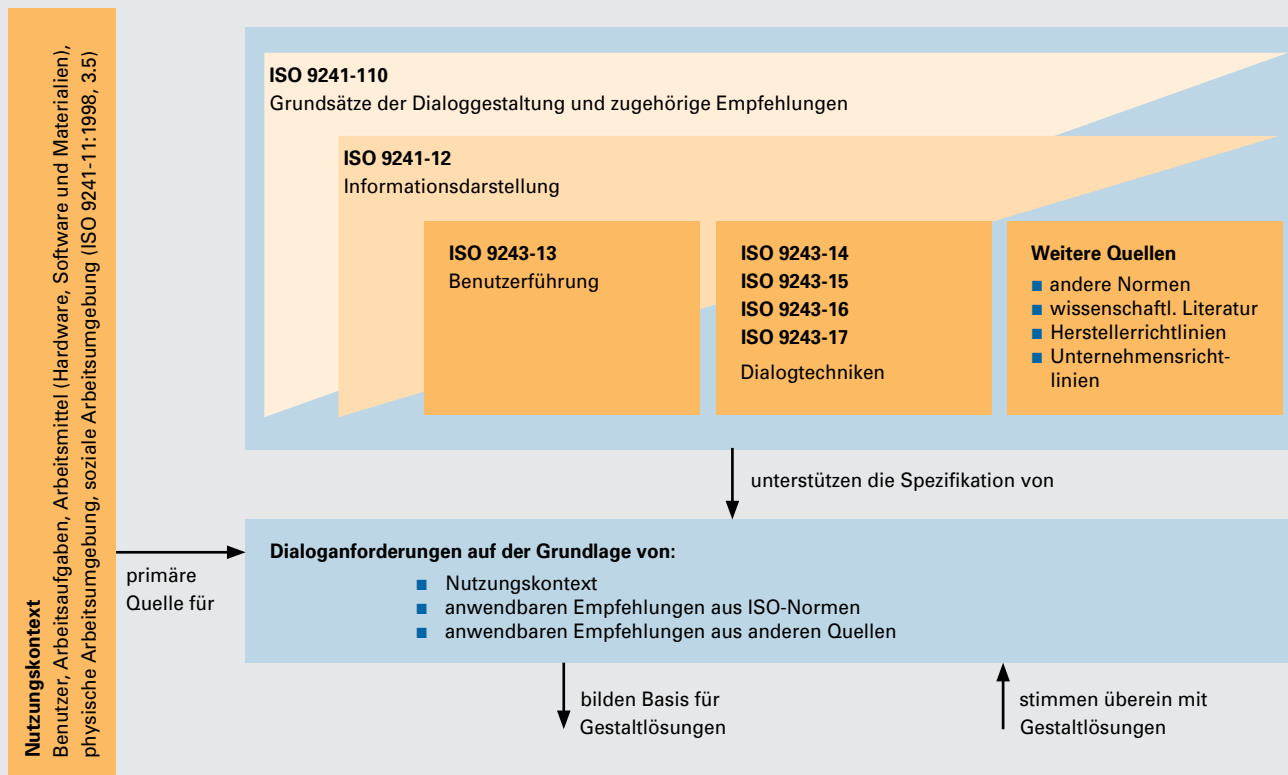 Nutzungskontext
Benutzer, Arbeitsaufgaben, Arbeitsmittel (Hardware, Software und Materialien),
physische Arbeitsumgebung, soziale Arbeitsumgebung (ISO 9241-11:1998, 3.5)
ISO 9241-110
Grundsätze der Dialoggestaltung und zugehörige Empfehlungen
ISO 9241-12
Informationsdarstellung
ISO 9243-13
Benutzerführung
ISO 9243-14
ISO 9243-15
ISO 9243-16
ISO 9243-17
Dialogtechniken
Weitere Quellen
■ andere Normen
■ wissenschaftl. Literatur
■ Herstellerrichtlinien
■ Unternehmensricht-
linien
unterstützen die Spezifikation von
primäre
Quelle für
Dialoganforderungen auf der Grundlage von:
■ Nutzungskontext
■ anwendbaren Empfehlungen aus ISO-Normen
■ anwendbaren Empfehlungen aus anderen Quellen
bilden Basis für
Gestaltlösungen
stimmen überein mit
Gestaltlösungen